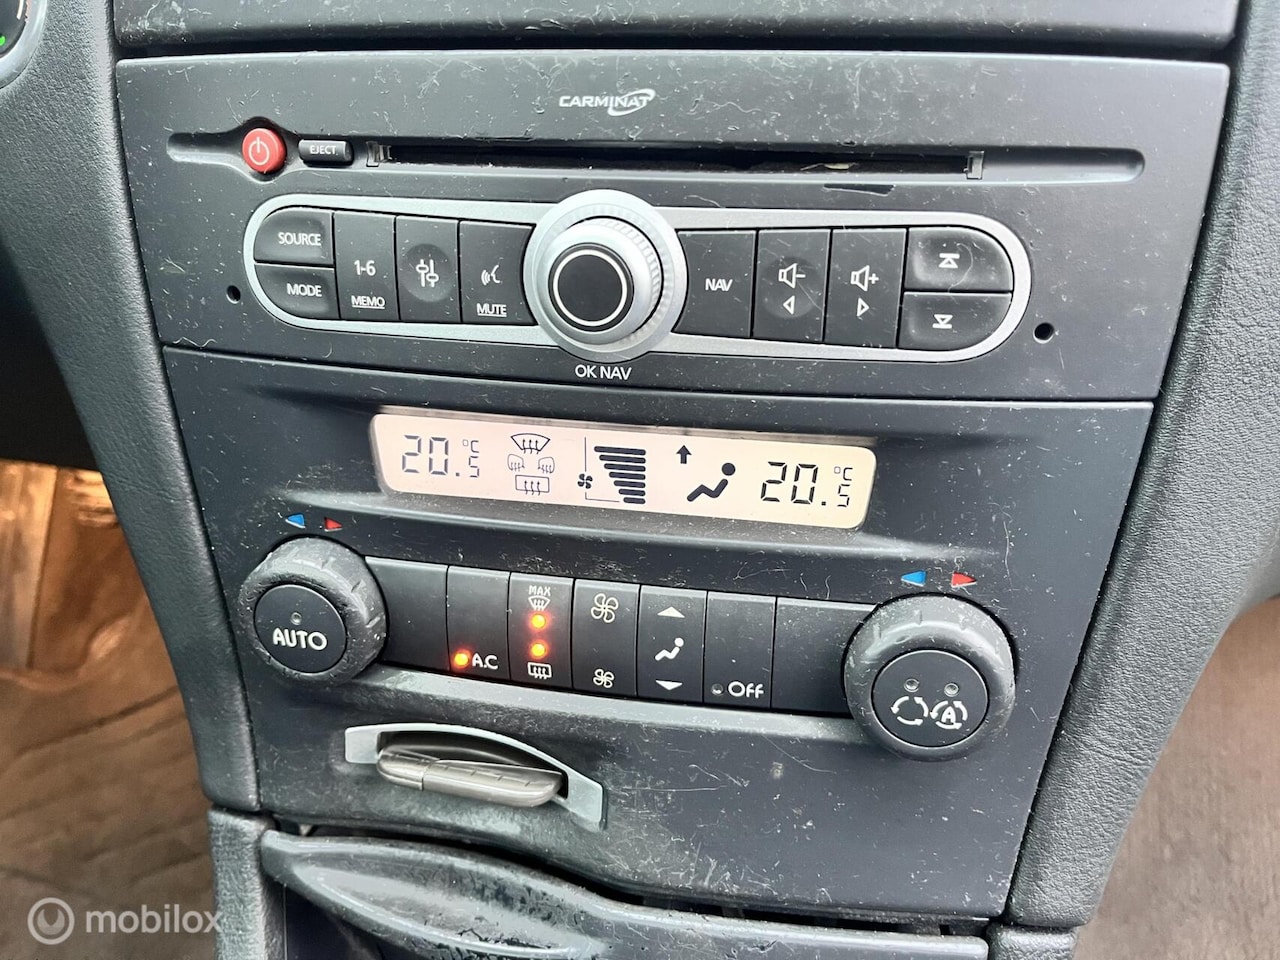 CARMINAT
EJECT.
SOURCE
MODE
1-6
MEMO
MUTE
NAV
OK NAV
20.5 °C
20.5 °C
AUTO
A.C
MAX
OFF
A
mobilox